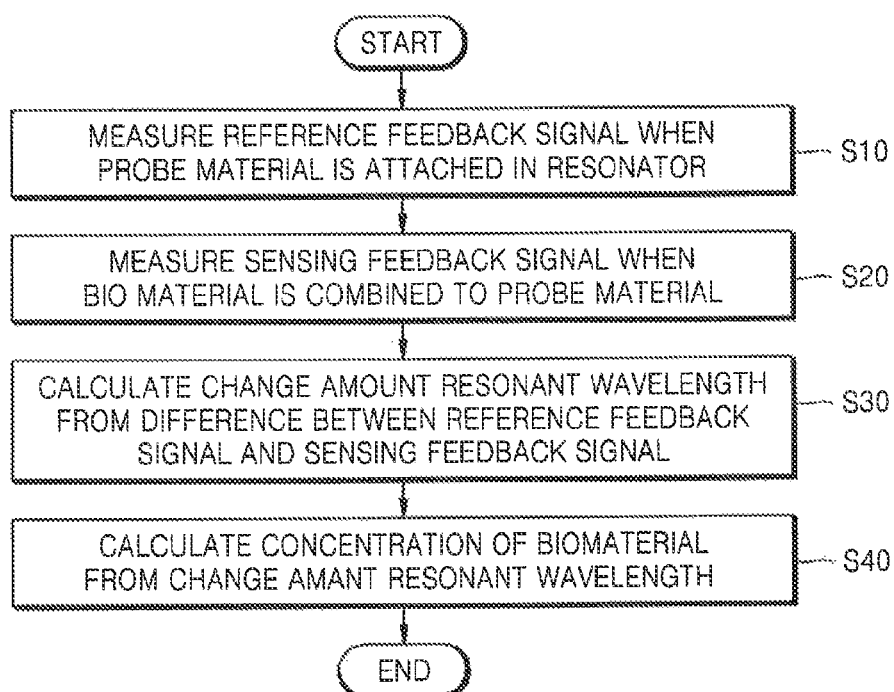 START
MEASURE REFERENCE FEEDBACK SIGNAL WHEN
PROBE MATERIAL IS ATTACHED IN RESONATOR
S10
MEASURE SENSING FEEDBACK SIGNAL WHEN
BIO MATERIAL IS COMBINED TO PROBE MATERIAL
S20
CALCULATE CHANGE AMOUNT RESONANT WAVELENGTH
FROM DIFFERENCE BETWEEN REFERENCE FEEDBACK
SIGNAL AND SENSING FEEDBACK SIGNAL
S30
CALCULATE CONCENTRATION OF BIOMATERIAL
FROM CHANGE AMANT RESONANT WAVELENGTH
S40
END